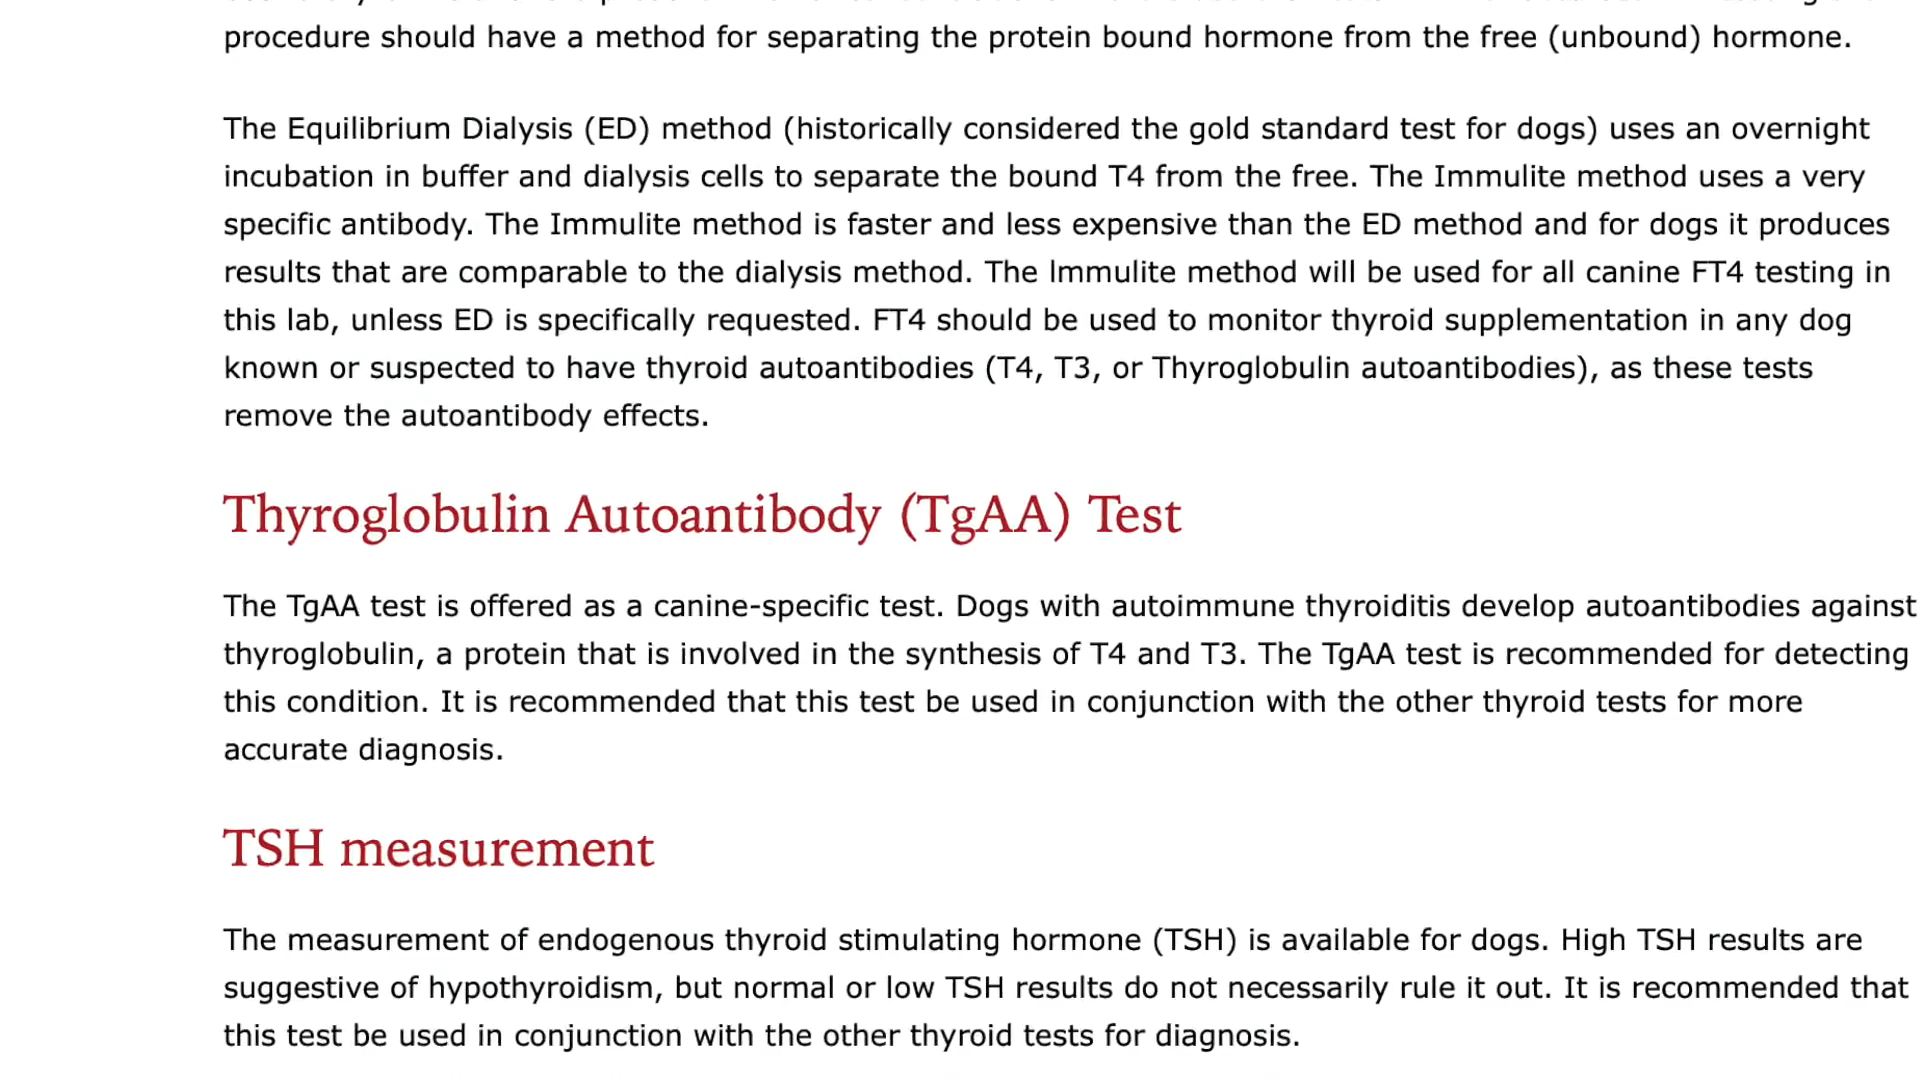 procedure should have a method for separating the protein bound hormone from the free (unbound) hormone.
The Equilibrium Dialysis (ED) method (historically considered the gold standard test for dogs) uses an overnight
incubation in buffer and dialysis cells to separate the bound T4 from the free. The Immulite method uses a very
specific antibody. The Immulite method is faster and less expensive than the ED method and for dogs it produces
results that are comparable to the dialysis method. The Immulite method will be used for all canine FT4 testing in
this lab, unless ED is specifically requested. FT4 should be used to monitor thyroid supplementation in any dog
known or suspected to have thyroid autoantibodies (T4, T3, or Thyroglobulin autoantibodies), as these tests
remove the autoantibody effects.
Thyroglobulin Autoantibody (TgAA) Test
The TgAA test is offered as a canine-specific test. Dogs with autoimmune thyroiditis develop autoantibodies against
thyroglobulin, a protein that is involved in the synthesis of T4 and T3. The TgAA test is recommended for detecting
this condition. It is recommended that this test be used in conjunction with the other thyroid tests for more
accurate diagnosis.
TSH measurement
The measurement of endogenous thyroid stimulating hormone (TSH) is available for dogs. High TSH results are
suggestive of hypothyroidism, but normal or low TSH results do not necessarily rule it out. It is recommended that
this test be used in conjunction with the other thyroid tests for diagnosis.